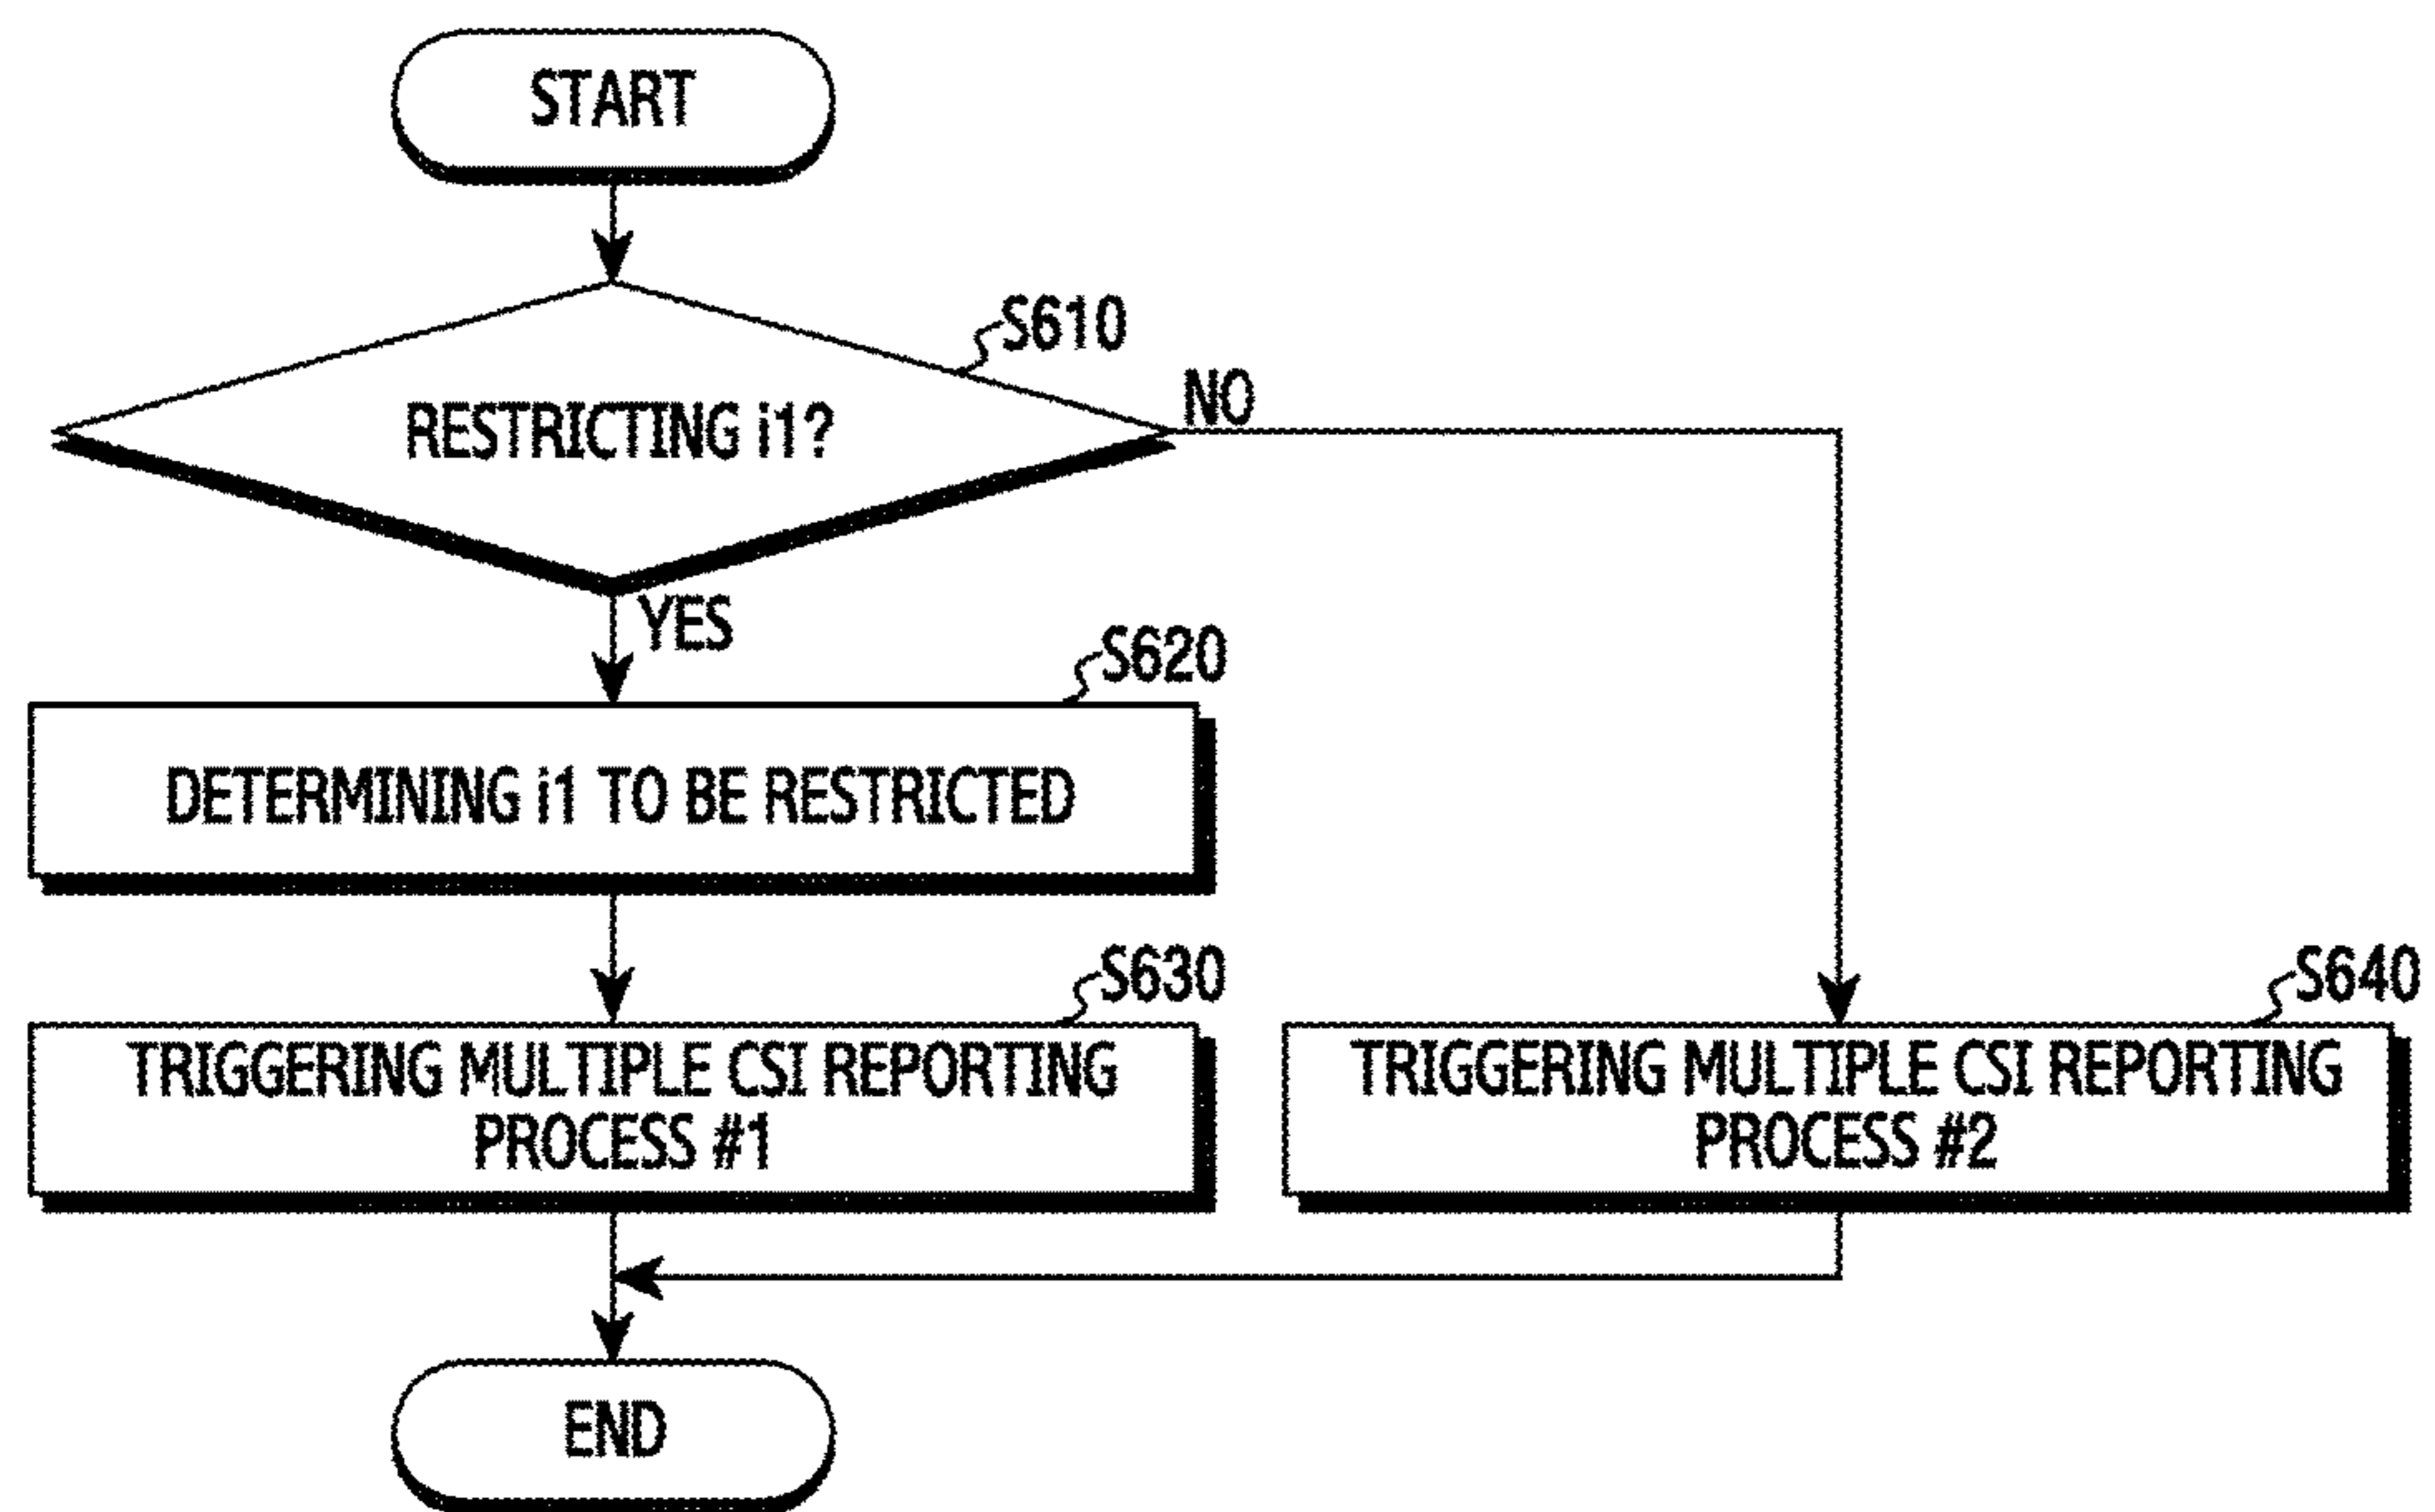 START
S610
NO
RESTRICTING i1?
YES
S620
DETERMINING i1 TO BE RESTRICTED
S630
TRIGGERING MULTIPLE CSI REPORTING
PROCESS #1
S640
TRIGGERING MULTIPLE CSI REPORTING
PROCESS #2
END